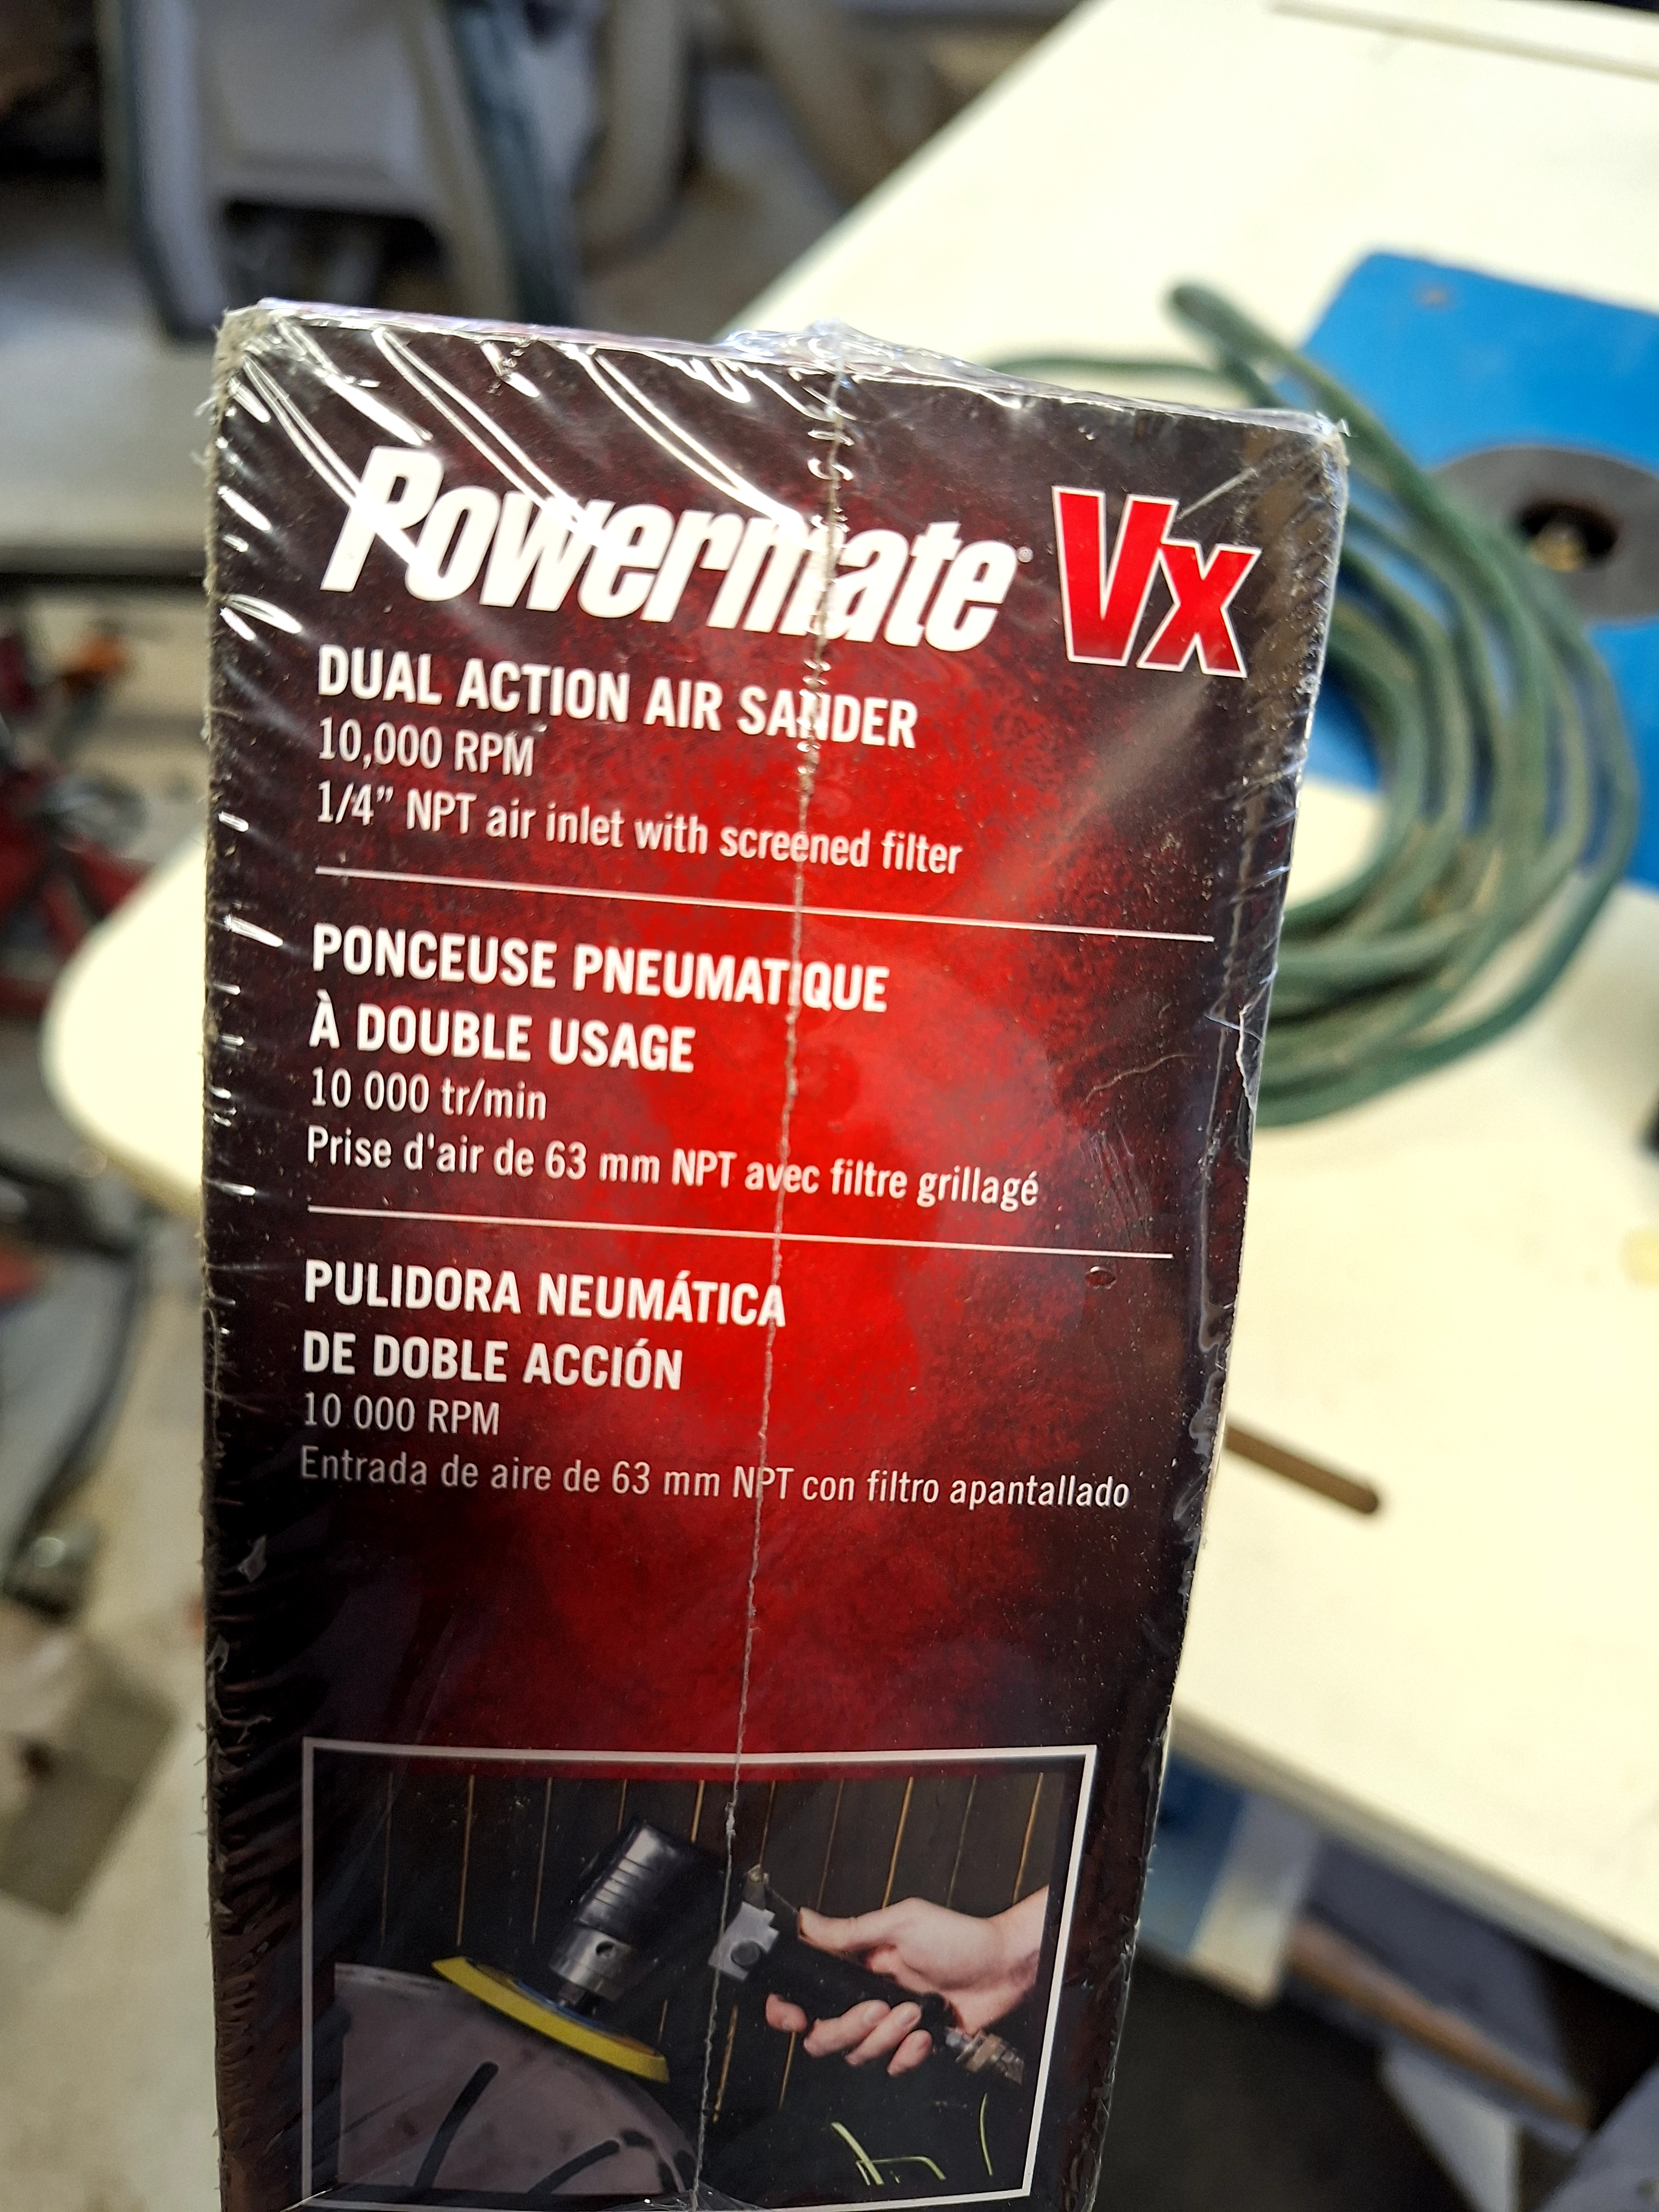 Powermate® Vx
DUAL ACTION AIR SANDER
10,000 RPM
1/4” NPT air inlet with screened filter
PONCEUSE PNEUMATIQUE
À DOUBLE USAGE
10 000 tr/min
Prise d'air de 63 mm NPT avec filtre grillagé
PULIDORA NEUMÁTICA
DE DOBLE ACCIÓN
10 000 RPM
Entrada de aire de 63 mm NPT con filtro apantallado